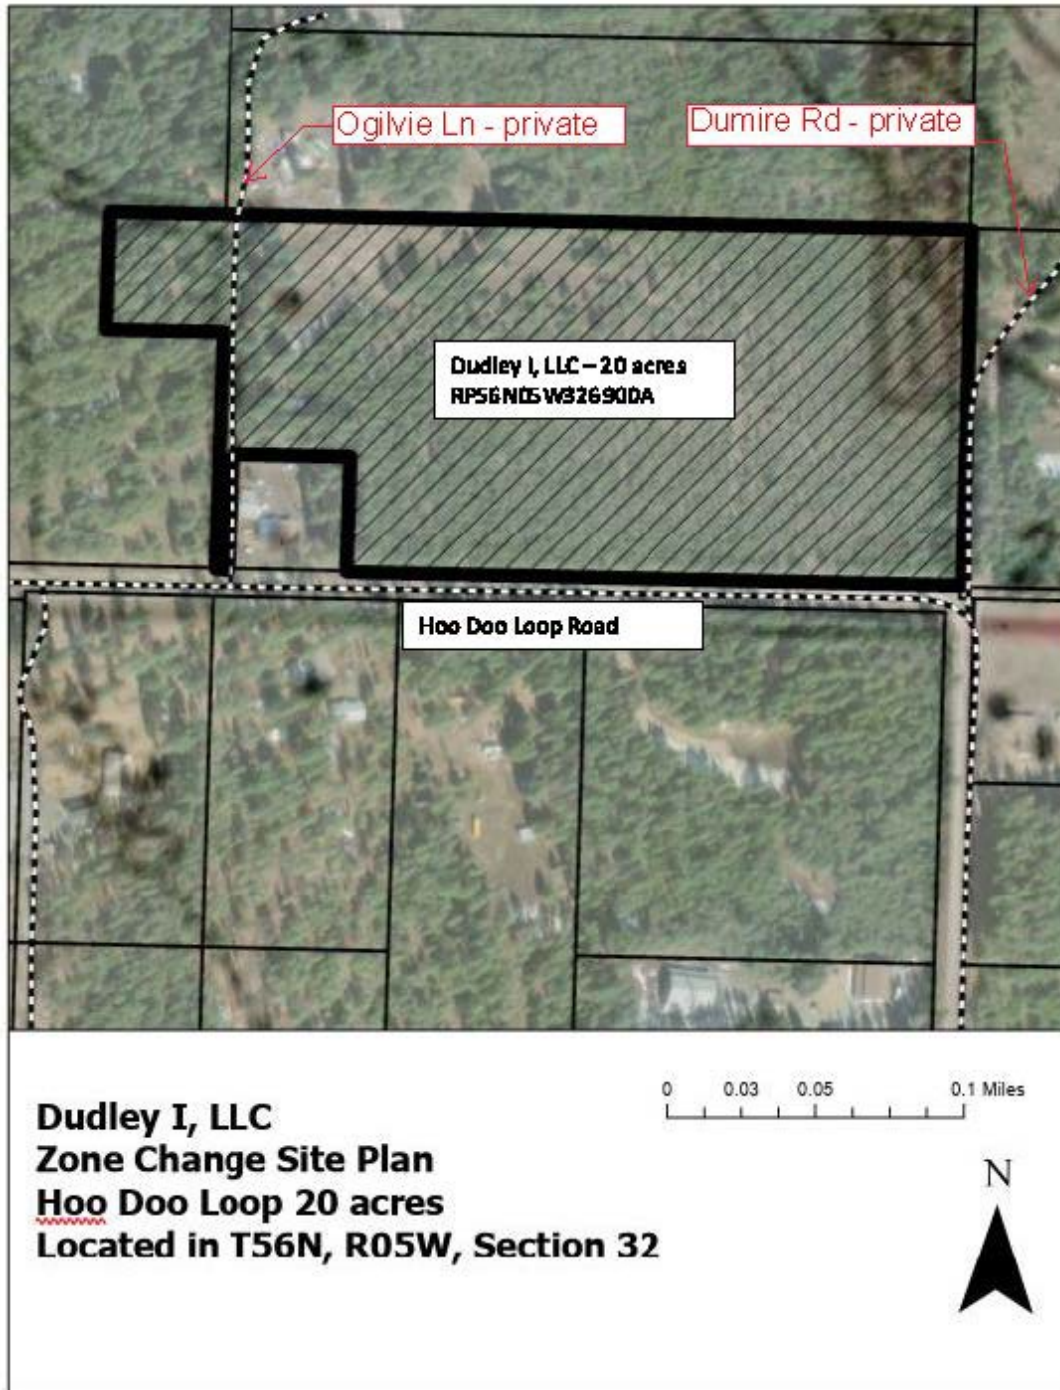 Ogilvie Ln - private
Dumire Rd - private
Dudley I, LLC – 20 acres
RP56N05W326900A
Hoo Doo Loop Road
0 0.03 0.05 0.1 Miles
Dudley I, LLC
Zone Change Site Plan
Hoo Doo Loop 20 acres
Located in T56N, R05W, Section 32
N